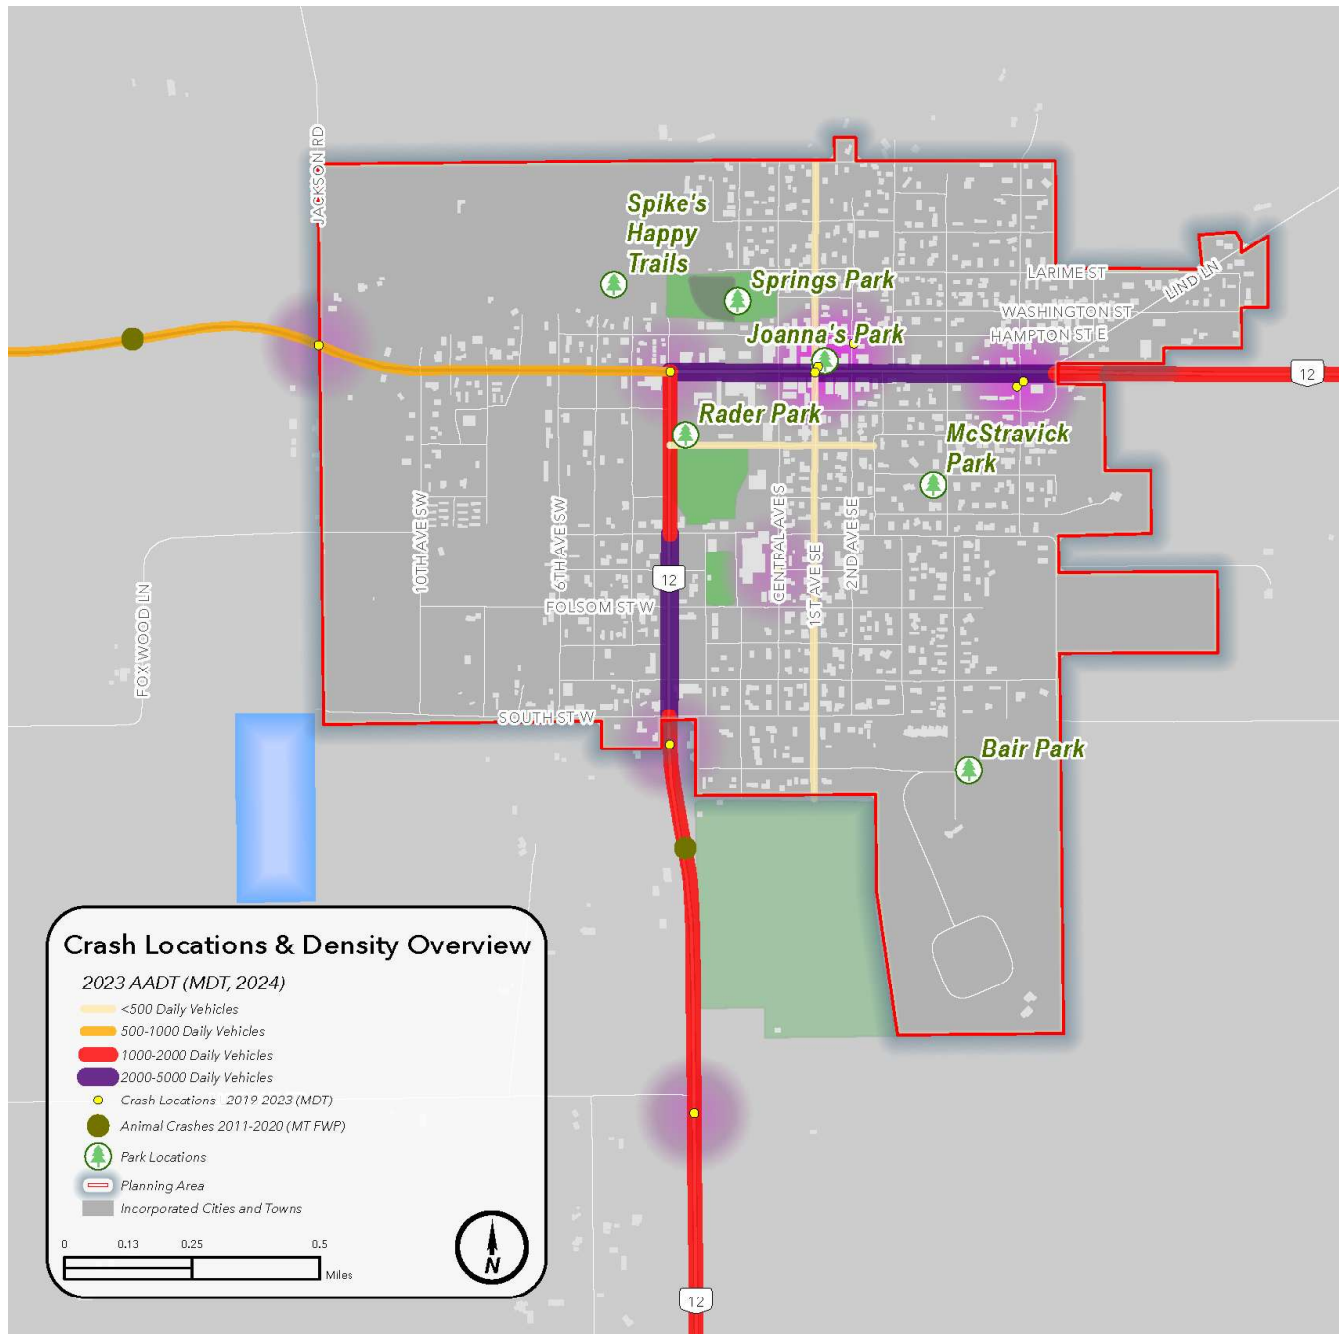 JACKSON RD
Spike's
Happy
Trails
Springs Park
LARIME ST
LIND LN
WASHINGTON ST
HAMPTON ST E
Joanna's Park
12
Rader Park
McStravick
Park
10TH AVE SW
6TH AVE SW
CENTRAL AVE S
1ST AVE SE
2ND AVE SE
12
FOLSOM ST W
FOX WOOD LN
SOUTH ST W
Bair Park
Crash Locations & Density Overview
2023 AADT (MDT, 2024)
<500 Daily Vehicles
500-1000 Daily Vehicles
1000-2000 Daily Vehicles
2000-5000 Daily Vehicles
Crash Locations 2019 2023 (MDT)
Animal Crashes 2011-2020 (MT FWP)
Park Locations
Planning Area
Incorporated Cities and Towns
0 0.13 0.25 0.5
Miles
N
12